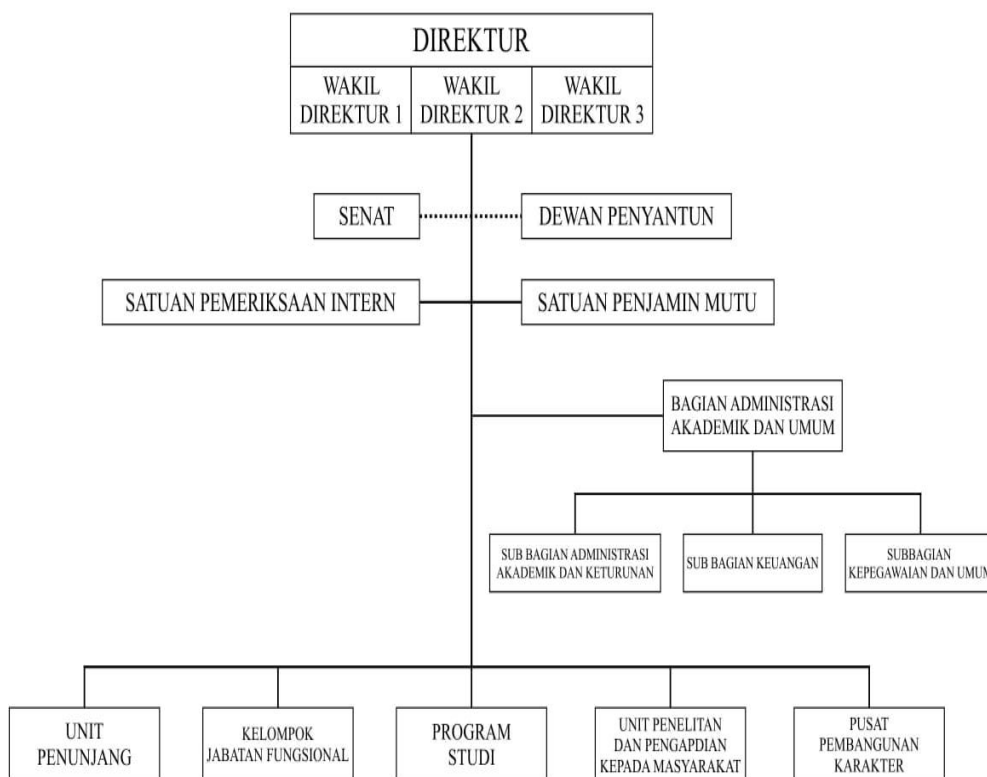 DIREKTUR
WAKIL
DIREKTUR 1
WAKIL
DIREKTUR 2
WAKIL
DIREKTUR 3
SENAT
DEWAN PENYANTUN
SATUAN PEMERIKSAAN INTERN
SATUAN PENJAMIN MUTU
BAGIAN ADMINISTRASI
AKADEMIK DAN UMUM
SUB BAGIAN ADMINISTRASI
AKADEMIK DAN KETURUNAN
SUB BAGIAN KEUANGAN
SUBBAGIAN
KEPEGAWAIAN DAN UMUM
UNIT
PENUNJANG
KELOMPOK
JABATAN FUNGSIONAL
PROGRAM
STUDI
UNIT PENELITAN
DAN PENGAPDIAN
KEPADA MASYARAKAT
PUSAT
PEMBANGUNAN
KARAKTER